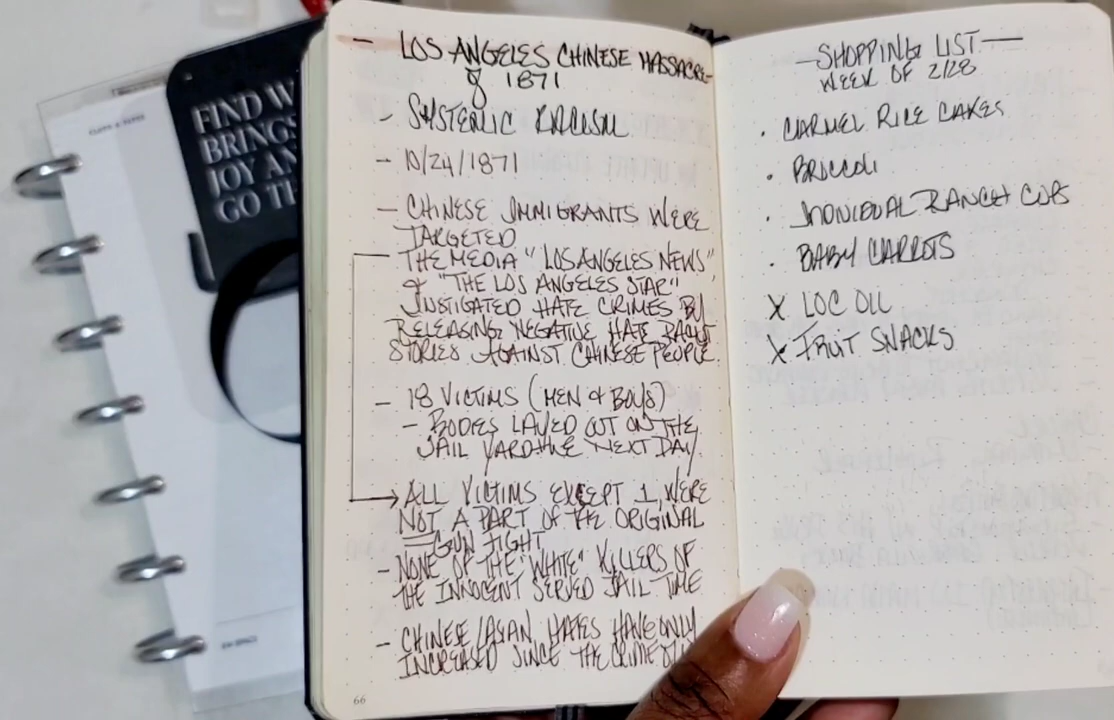 FIND W
BRINGS
JOY AN
GO TH
- LOS ANGELES CHINESE MASSACRE-
of 1871
- SYSTEMIC RACISM
- 10/24/1871
- CHINESE IMMIGRANTS WERE
TARGETED
- THE MEDIA "LOS ANGELES NEWS"
& "THE LOS ANGELES STAR"
INSTIGATED HATE CRIMES BY
RELEASING NEGATIVE HATE RACIST
STORIES AGAINST CHINESE PEOPLE.
- 18 VICTIMS (MEN & BOYS)
- BODIES LAYED OUT ON THE
JAIL YARD THE NEXT DAY.
ALL VICTIMS EXCEPT 1, WERE
NOT A PART OF THE ORIGINAL
GUN FIGHT
- NONE OF THE "WHITE" KILLERS OF
THE INNOCENT SERVED JAIL TIME
- CHINESE/ASIAN HATES HAVE ONLY
INCREASED SINCE THE CRIME
66
- SHOPPING LIST -
WEEK OF 2/28
· CARMEL RICE CAKES
· BROCCOLI
· INDIVIDUAL RANCH CUPS
· BABY CARROTS
X LOC OIL
X FRUIT SNACKS